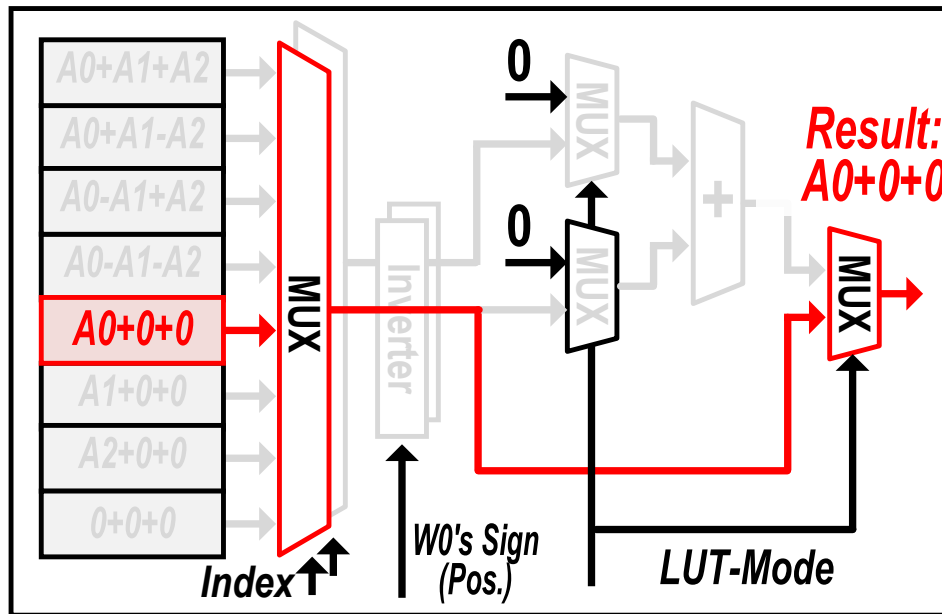 A0+A1+A2
A0+A1-A2
A0-A1+A2
A0-A1-A2
A0+0+0
A1+0+0
A2+0+0
0+0+0
MUX
Index
Inverter
W0's Sign
(Pos.)
0
MUX
0
MUX
+
Result:
A0+0+0
MUX
LUT-Mode